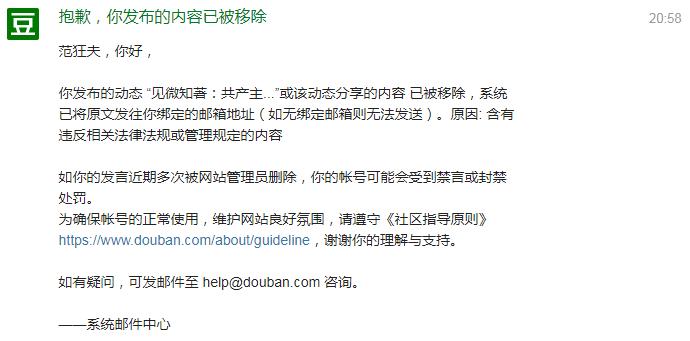 豆
抱歉，你发布的内容已被移除
20:58
范狂夫，你好，
你发布的动态 “见微知著：共产主...”或该动态分享的内容 已被移除，系统
已将原文发往你绑定的邮箱地址（如无绑定邮箱则无法发送）。原因: 含有
违反相关法律法规或管理规定的内容
如你的发言近期多次被网站管理员删除，你的帐号可能会受到禁言或封禁
处罚。
为确保帐号的正常使用，维护网站良好氛围，请遵守《社区指导原则》
https://www.douban.com/about/guideline，谢谢你的理解与支持。
如有疑问，可发邮件至 help@douban.com 咨询。
——系统邮件中心